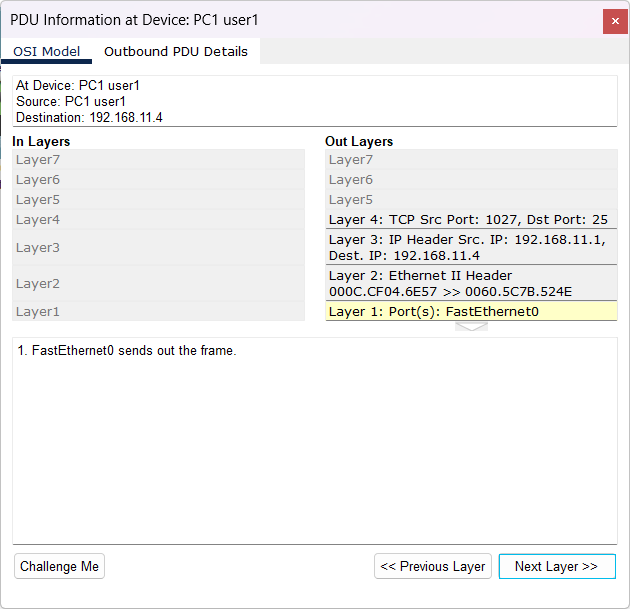 PDU Information at Device: PC1 user1
OSI Model
Outbound PDU Details
At Device: PC1 user1
Source: PC1 user1
Destination: 192.168.11.4
In Layers
Layer7
Layer6
Layer5
Layer4
Layer3
Layer2
Layer1
Out Layers
Layer7
Layer6
Layer5
Layer 4: TCP Src Port: 1027, Dst Port: 25
Layer 3: IP Header Src. IP: 192.168.11.1,
Dest. IP: 192.168.11.4
Layer 2: Ethernet II Header
000C.CF04.6E57 >> 0060.5C7B.524E
Layer 1: Port(s): FastEthernet0
1. FastEthernet0 sends out the frame.
Challenge Me
<< Previous Layer
Next Layer >>